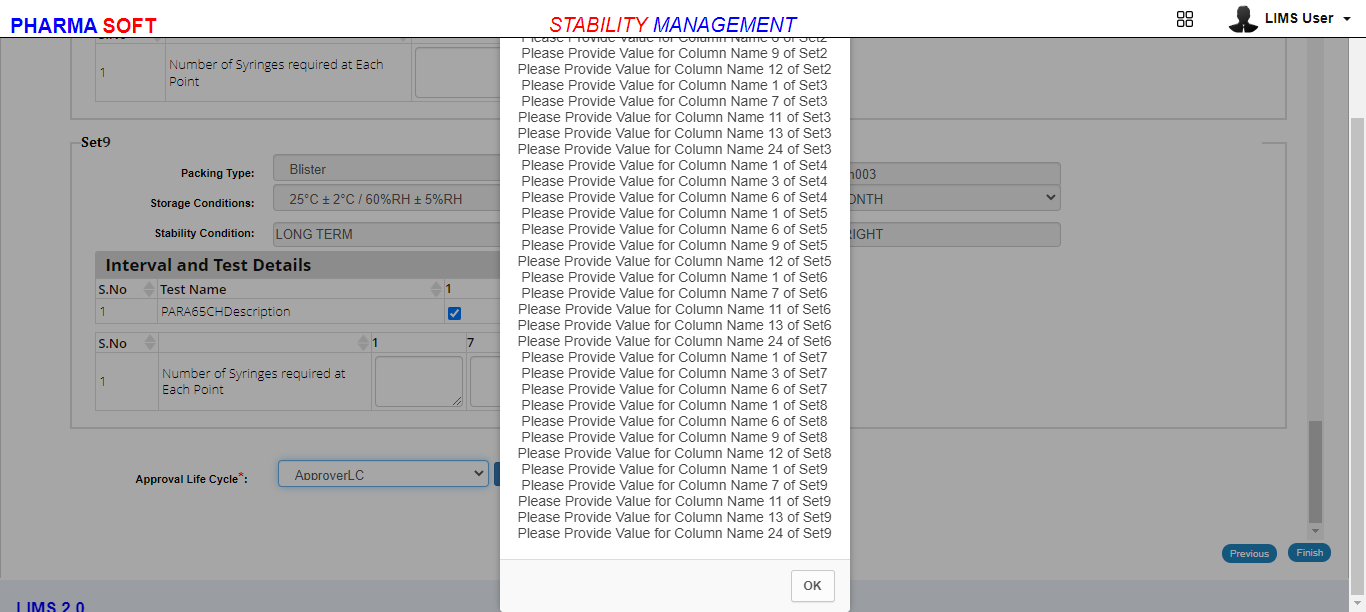 PHARMA SOFT
STABILITY MANAGEMENT
LIMS User
1
Number of Syringes required at Each
Point
Set9
Packing Type:
Blister
Storage Conditions:
25°C ± 2°C / 60%RH ± 5%RH
Stability Condition:
LONG TERM
003
NTH
RIGHT
Interval and Test Details
S.No
Test Name
1
1
PARA65CHDescription
S.No
1
7
1
Number of Syringes required at
Each Point
Approval Life Cycle*:
ApproverLC
Please Provide Value for Column Name 9 of Set2
Please Provide Value for Column Name 12 of Set2
Please Provide Value for Column Name 1 of Set3
Please Provide Value for Column Name 7 of Set3
Please Provide Value for Column Name 11 of Set3
Please Provide Value for Column Name 13 of Set3
Please Provide Value for Column Name 24 of Set3
Please Provide Value for Column Name 1 of Set4
Please Provide Value for Column Name 3 of Set4
Please Provide Value for Column Name 6 of Set4
Please Provide Value for Column Name 1 of Set5
Please Provide Value for Column Name 6 of Set5
Please Provide Value for Column Name 9 of Set5
Please Provide Value for Column Name 12 of Set5
Please Provide Value for Column Name 1 of Set6
Please Provide Value for Column Name 7 of Set6
Please Provide Value for Column Name 11 of Set6
Please Provide Value for Column Name 13 of Set6
Please Provide Value for Column Name 24 of Set6
Please Provide Value for Column Name 1 of Set7
Please Provide Value for Column Name 3 of Set7
Please Provide Value for Column Name 6 of Set7
Please Provide Value for Column Name 1 of Set8
Please Provide Value for Column Name 6 of Set8
Please Provide Value for Column Name 9 of Set8
Please Provide Value for Column Name 12 of Set8
Please Provide Value for Column Name 1 of Set9
Please Provide Value for Column Name 7 of Set9
Please Provide Value for Column Name 11 of Set9
Please Provide Value for Column Name 13 of Set9
Please Provide Value for Column Name 24 of Set9
OK
Previous
Finish
LIMS 2.0